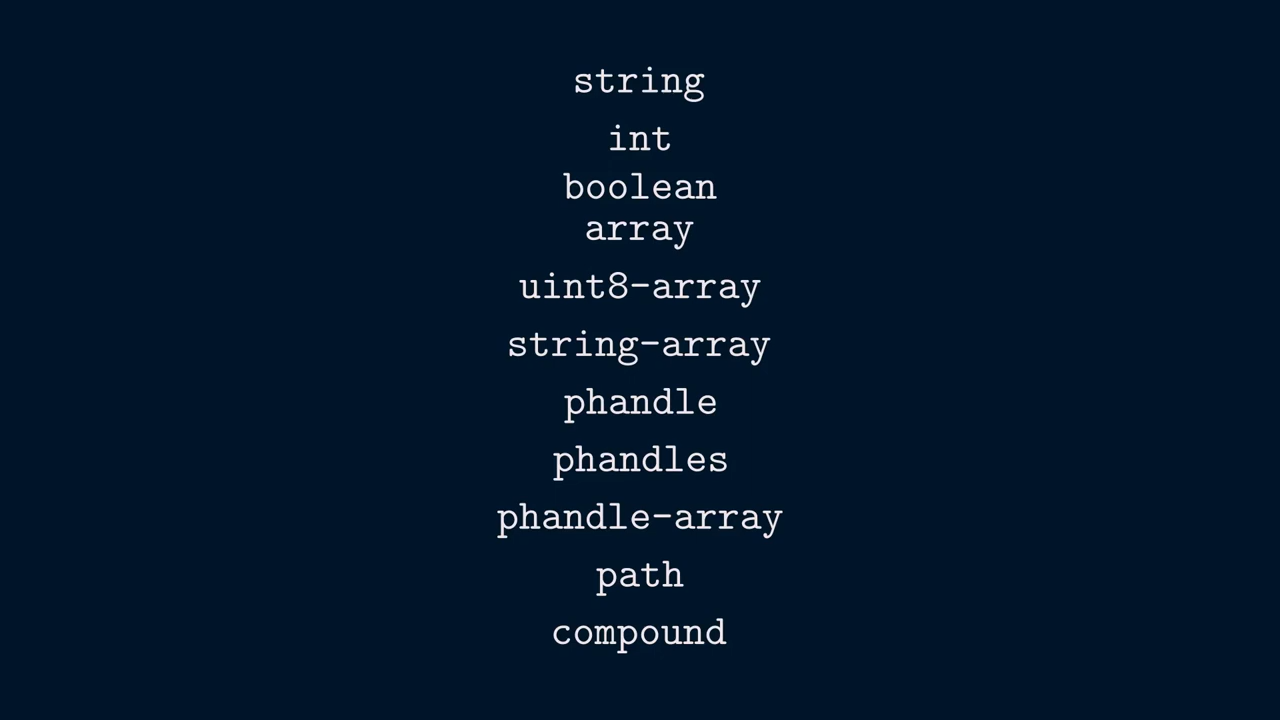 string
int
boolean
array
uint8-array
string-array
phandle
phandles
phandle-array
path
compound